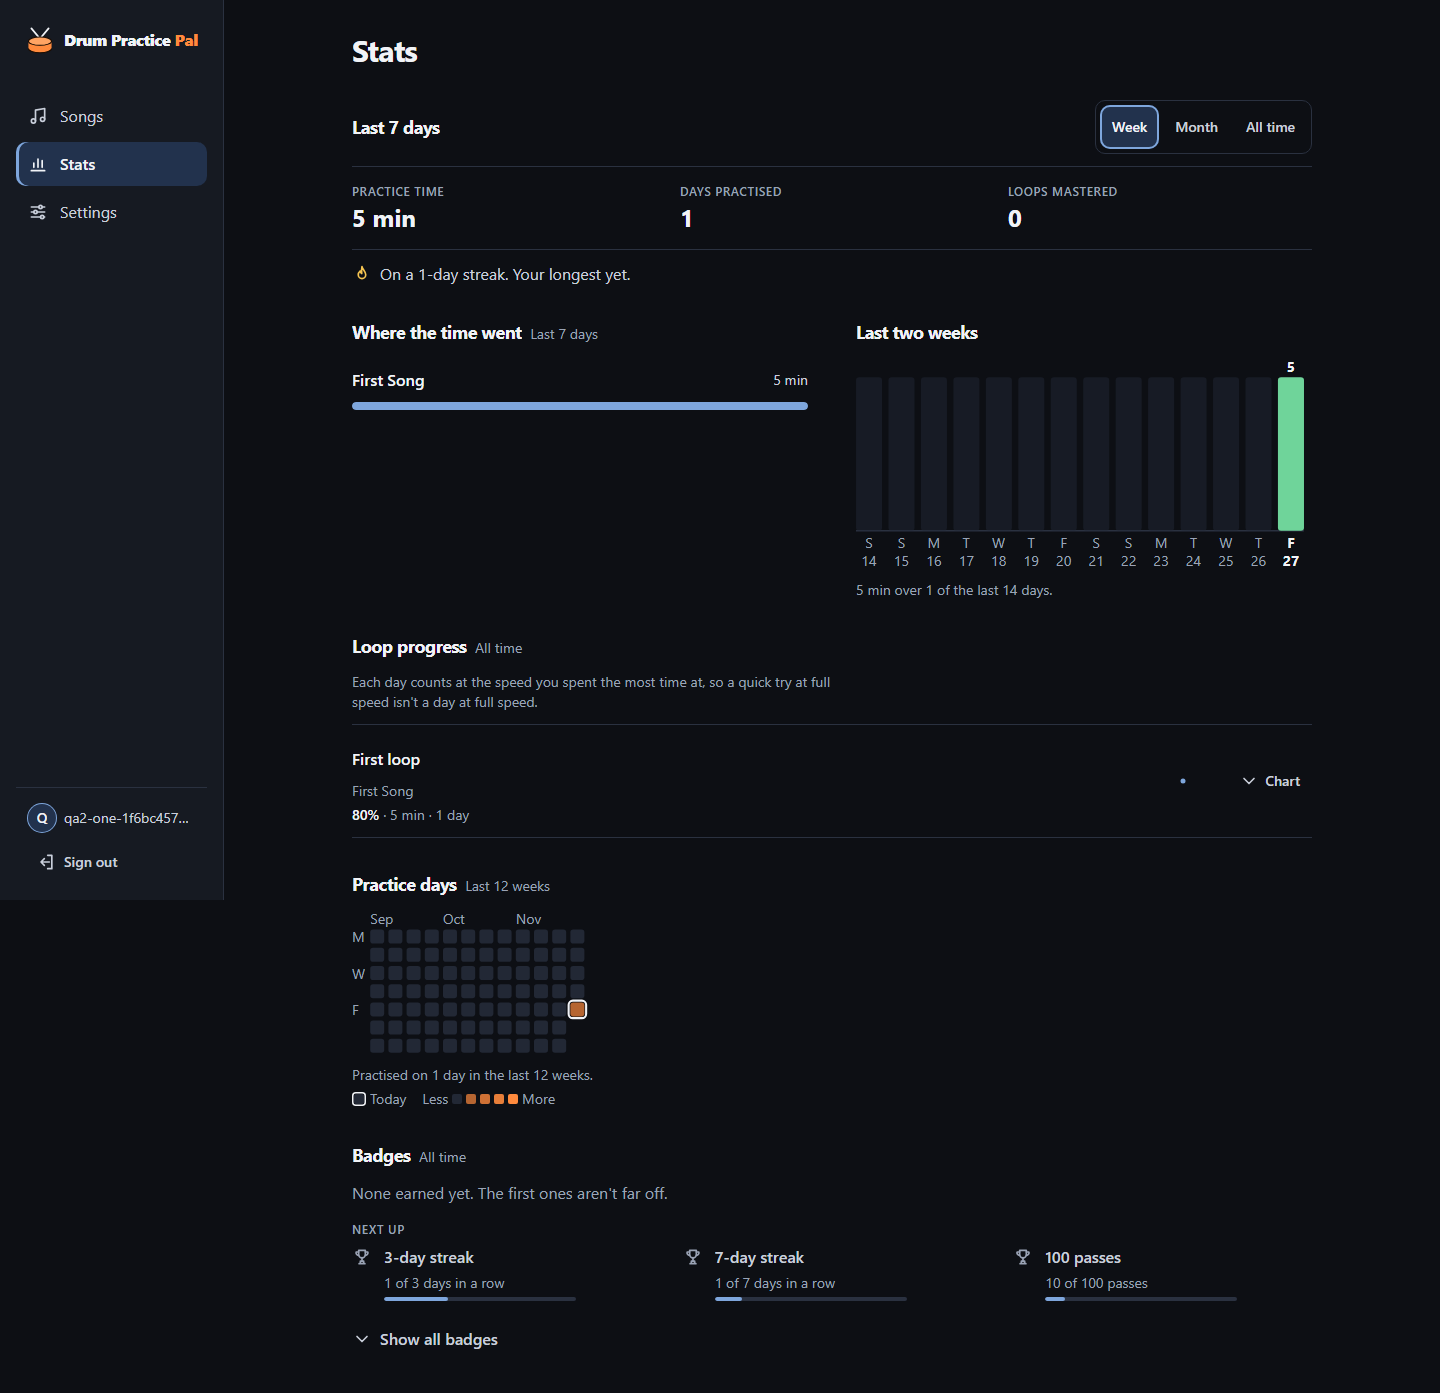 Drum Practice Pal
Songs
Stats
Settings
Q
qa2-one-1f6bc457...
Sign out
Stats
Last 7 days
Week Month All time
PRACTICE TIME
5 min
DAYS PRACTISED
1
LOOPS MASTERED
0
On a 1-day streak. Your longest yet.
Where the time went Last 7 days
First Song 5 min
Last two weeks
5
S S M T W T F S S M T W T F
14 15 16 17 18 19 20 21 22 23 24 25 26 27
5 min over 1 of the last 14 days.
Loop progress All time
Each day counts at the speed you spent the most time at, so a quick try at full
speed isn't a day at full speed.
First loop
First Song
80% · 5 min · 1 day
Chart
Practice days Last 12 weeks
Sep Oct Nov
M
W
F
Practised on 1 day in the last 12 weeks.
Today Less More
Badges All time
None earned yet. The first ones aren't far off.
NEXT UP
3-day streak
1 of 3 days in a row
7-day streak
1 of 7 days in a row
100 passes
10 of 100 passes
Show all badges